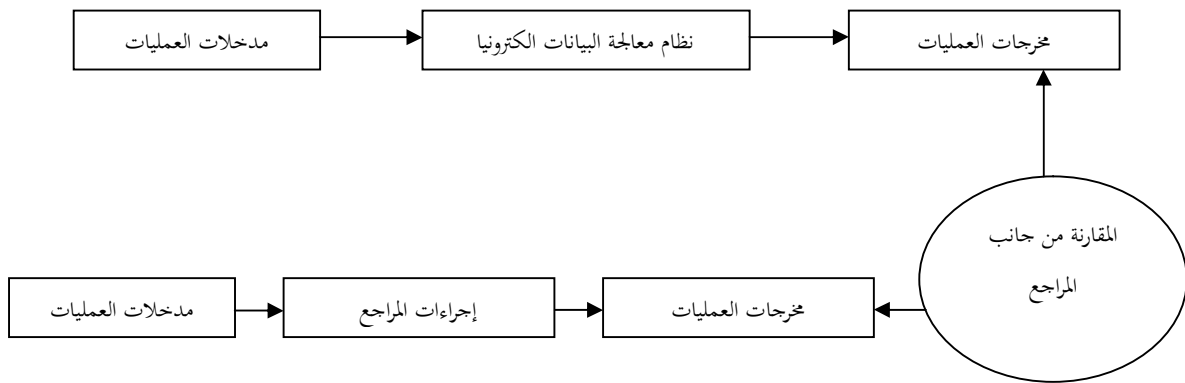 مدخلات العمليات
نظام معالجة البيانات الكترونيا
مخرجات العمليات
المقارنة من جانب
المراجع
مدخلات العمليات
إجراءات المراجع
مخرجات العمليات